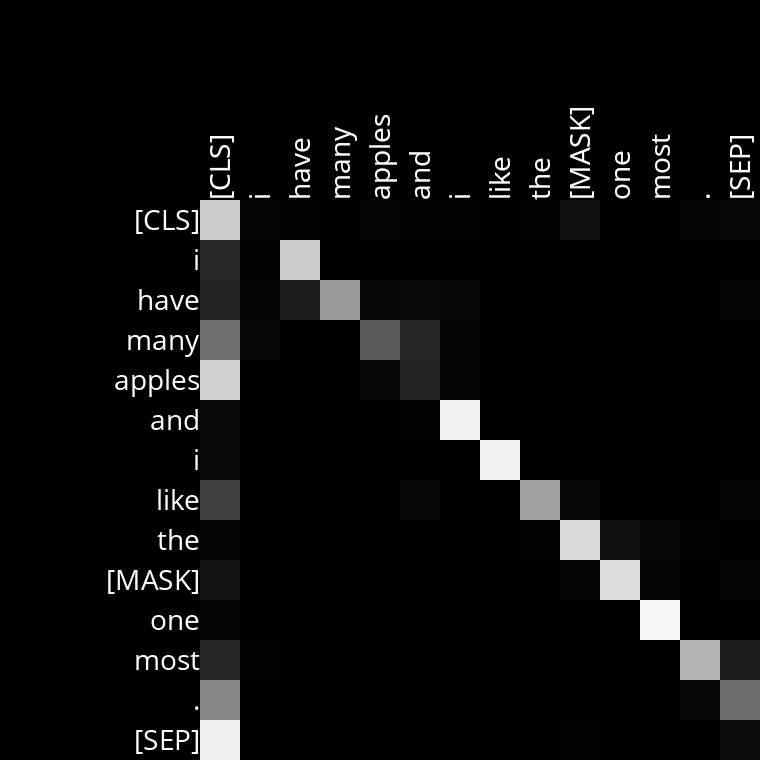 [CLS] i have many apples and i like the [MASK] one most . [SEP]
[CLS]
i
have
many
apples
and
i
like
the
[MASK]
one
most
.
[SEP]